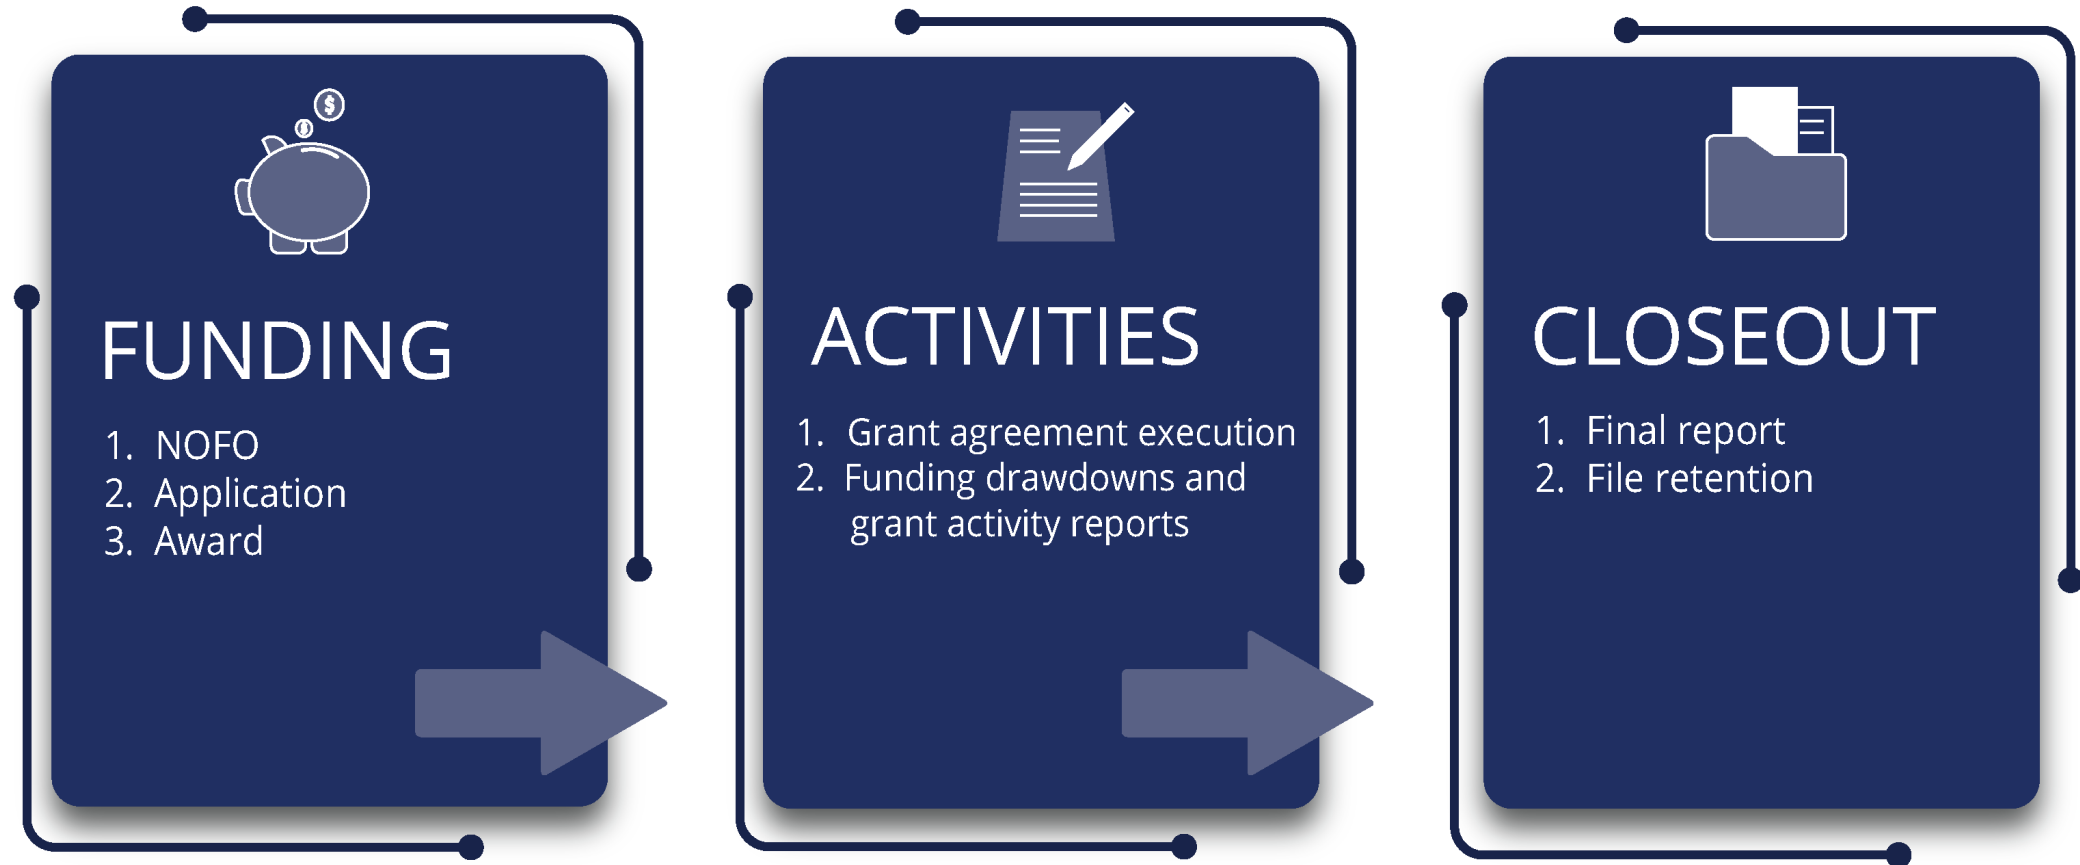 FUNDING
1. NOFO
2. Application
3. Award
ACTIVITIES
1. Grant agreement execution
2. Funding drawdowns and
grant activity reports
CLOSEOUT
1. Final report
2. File retention